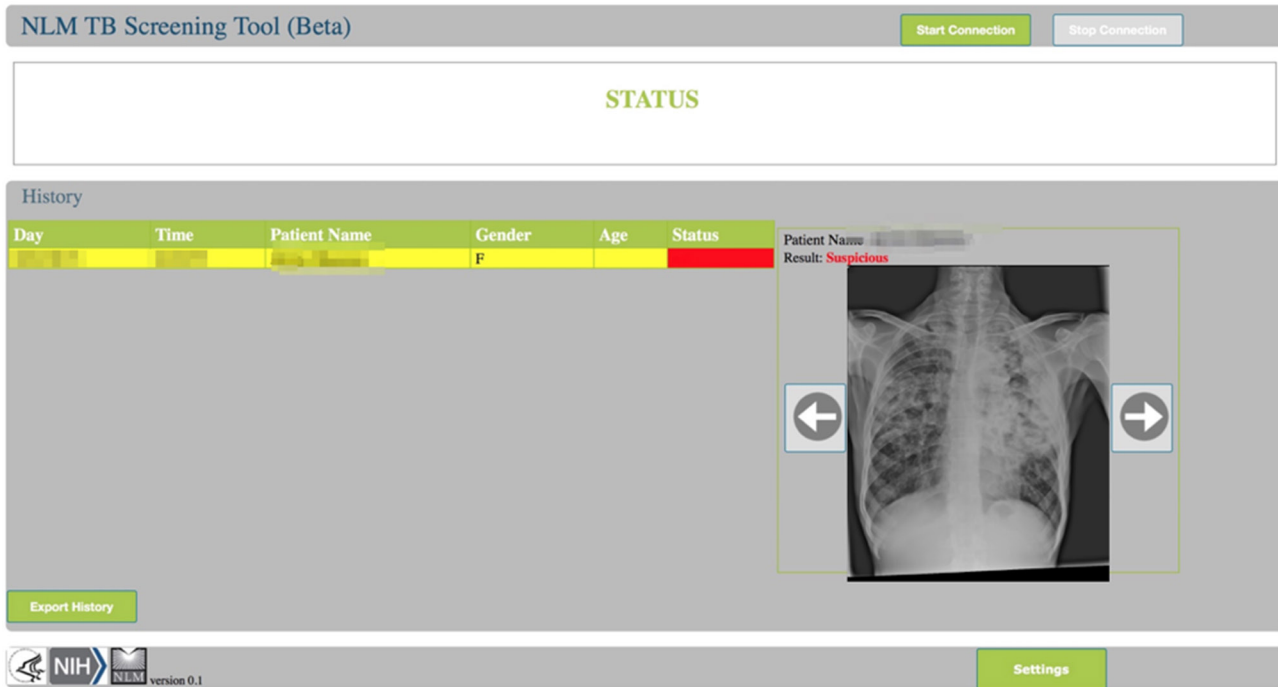 NLM TB Screening Tool (Beta)
Start Connection
Stop Connection
STATUS
History
Day Time Patient Name Gender Age Status
F
Patient Name
Result: Suspicious
Export History
NIH
NLM
version 0.1
Settings